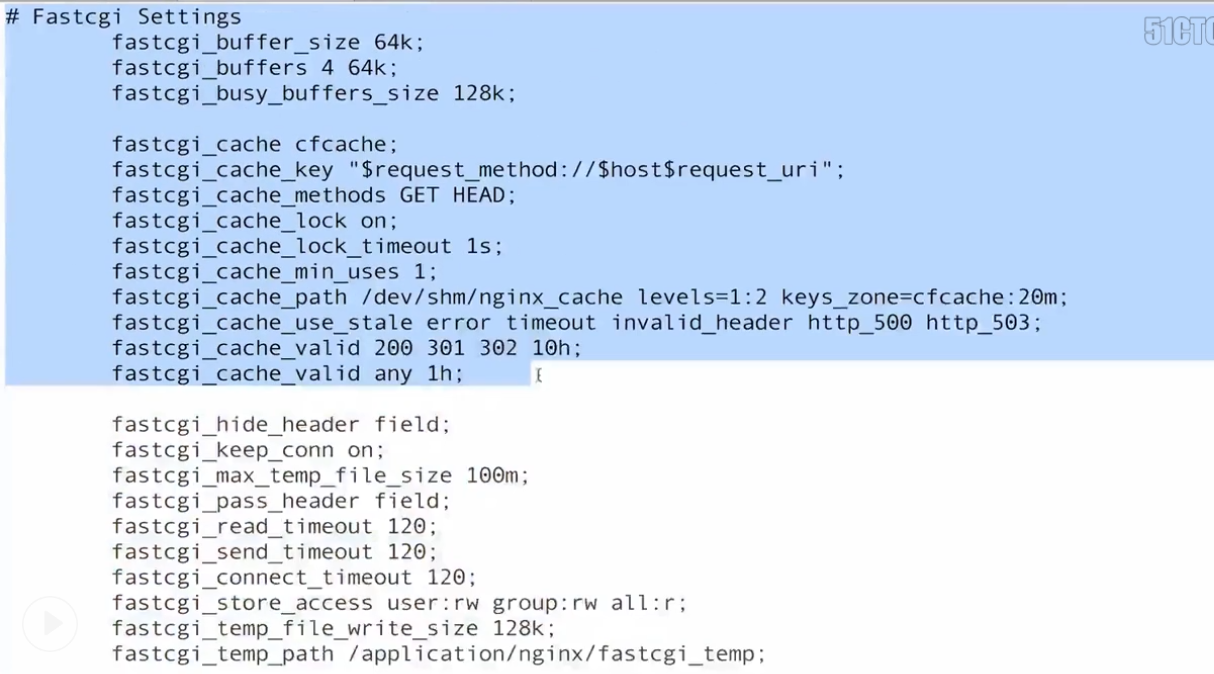 # Fastcgi Settings
fastcgi_buffer_size 64k;
fastcgi_buffers 4 64k;
fastcgi_busy_buffers_size 128k;
fastcgi_cache cfcache;
fastcgi_cache_key "$request_method://$host$request_uri";
fastcgi_cache_methods GET HEAD;
fastcgi_cache_lock on;
fastcgi_cache_lock_timeout 1s;
fastcgi_cache_min_uses 1;
fastcgi_cache_path /dev/shm/nginx_cache levels=1:2 keys_zone=cfcache:20m;
fastcgi_cache_use_stale error timeout invalid_header http_500 http_503;
fastcgi_cache_valid 200 301 302 10h;
fastcgi_cache_valid any 1h;
fastcgi_hide_header field;
fastcgi_keep_conn on;
fastcgi_max_temp_file_size 100m;
fastcgi_pass_header field;
fastcgi_read_timeout 120;
fastcgi_send_timeout 120;
fastcgi_connect_timeout 120;
fastcgi_store_access user:rw group:rw all:r;
fastcgi_temp_file_write_size 128k;
fastcgi_temp_path /application/nginx/fastcgi_temp;
51CTO